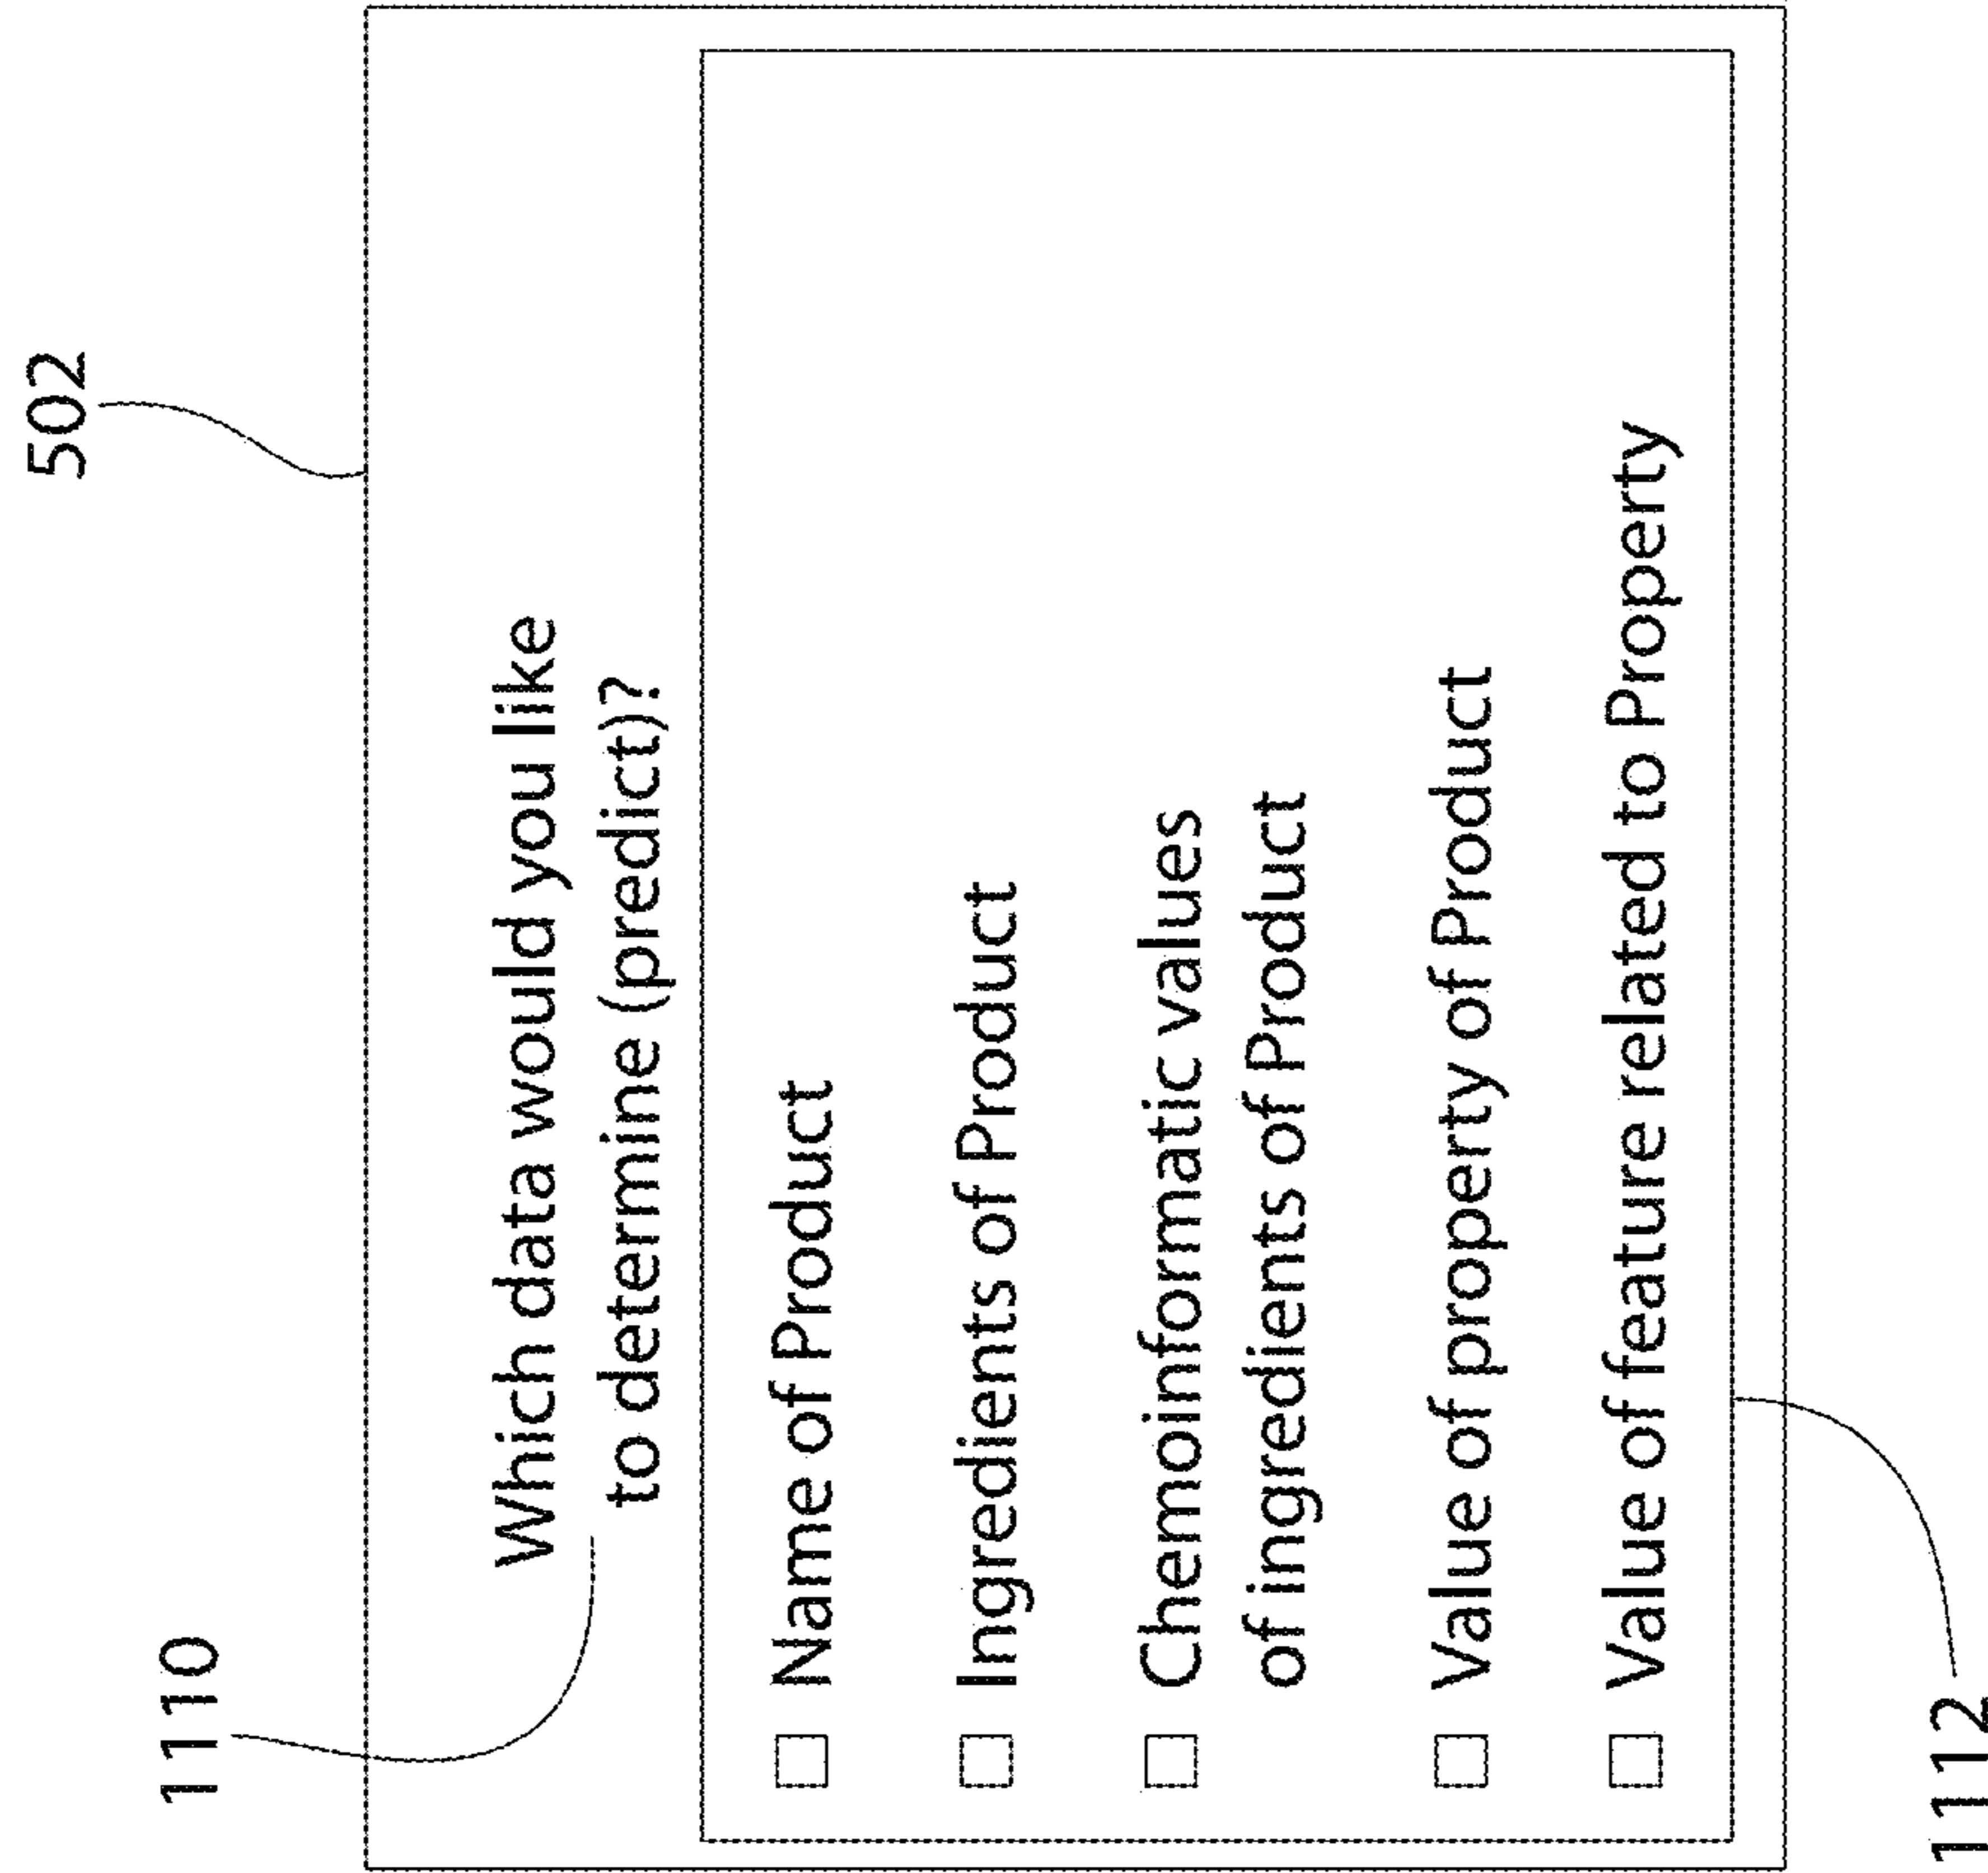 502
1110
Which data would you like
to determine (predict)?
Name of Product
Ingredients of Product
Chemoinformatic values
of ingredients of Product
Value of property of Product
Value of feature related to Property
1112